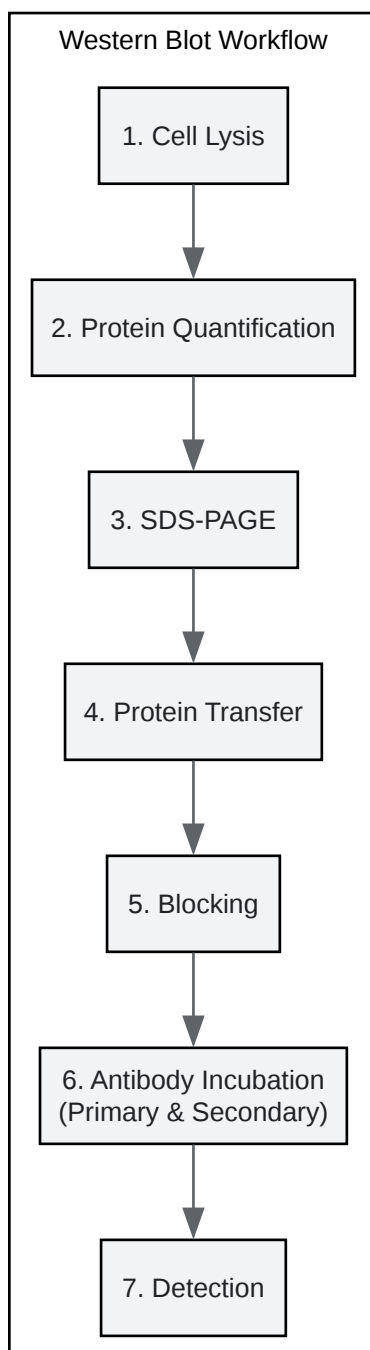 Western Blot Workflow
1. Cell Lysis
2. Protein Quantification
3. SDS-PAGE
4. Protein Transfer
5. Blocking
6. Antibody Incubation
(Primary & Secondary)
7. Detection